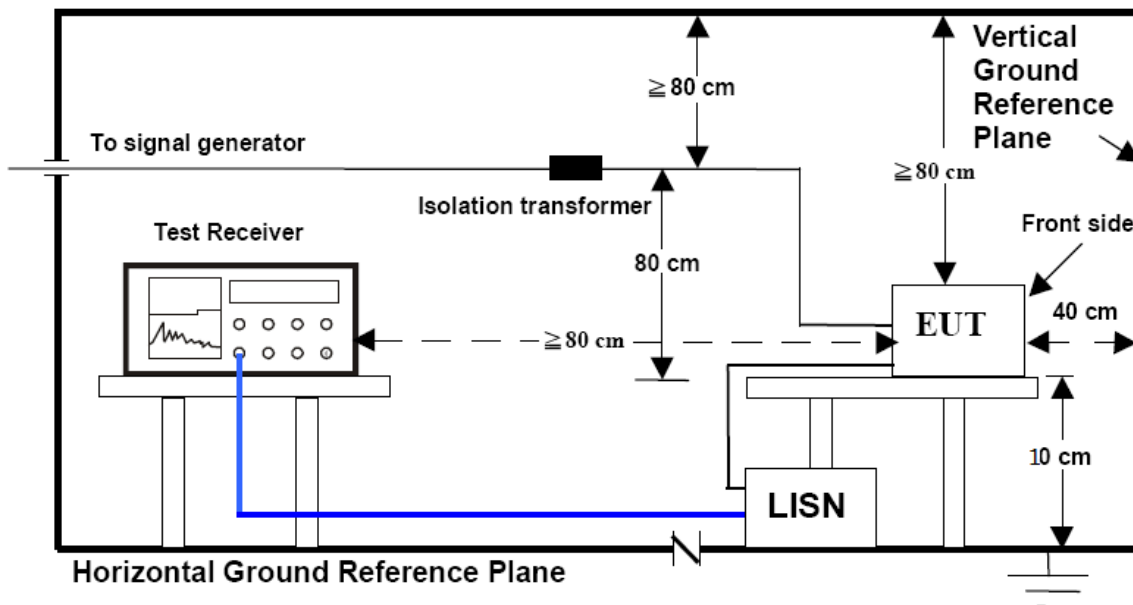 Vertical
Ground
Reference
Plane
≧80 cm
To signal generator
≧80 cm
Isolation transformer
Test Receiver
Front side
80 cm
EUT
40 cm
≧80 cm
10 cm
LISN
Horizontal Ground Reference Plane